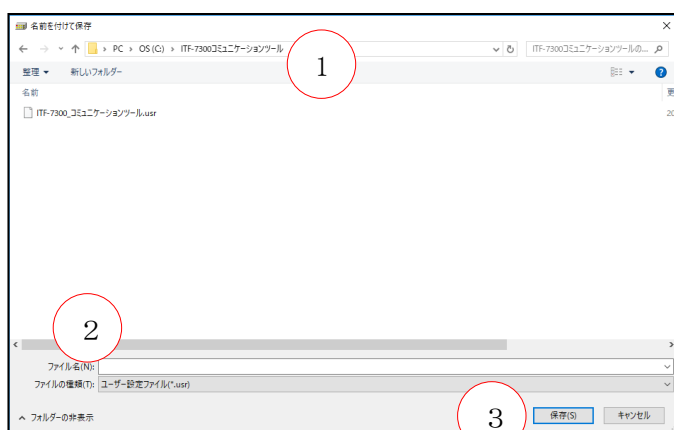 名前を付けて保存
PC › OS (C:) › ITF-7300コミュニケーションツール
ITF-7300コミュニケーションツールの...
1
整理 新しいフォルダー
名前 更
ITF-7300_コミュニケーションツール.usr 20
2
ファイル名(N):
ファイルの種類(T): ユーザー設定ファイル(*.usr)
フォルダーの非表示
3
保存(S) キャンセル